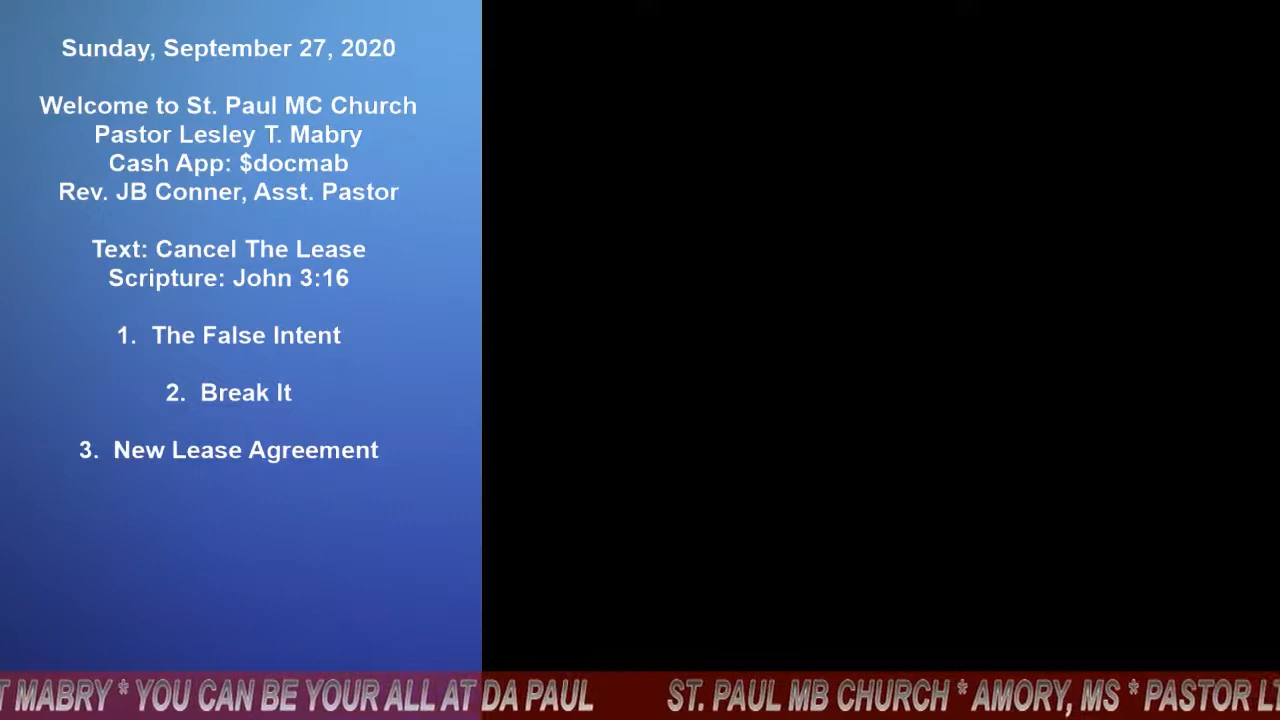 Sunday, September 27, 2020
Welcome to St. Paul MC Church
Pastor Lesley T. Mabry
Cash App: $docmab
Rev. JB Conner, Asst. Pastor
Text: Cancel The Lease
Scripture: John 3:16
1. The False Intent
2. Break It
3. New Lease Agreement
T MABRY * YOU CAN BE YOUR ALL AT DA PAUL ST. PAUL MB CHURCH * AMORY, MS * PASTOR LT